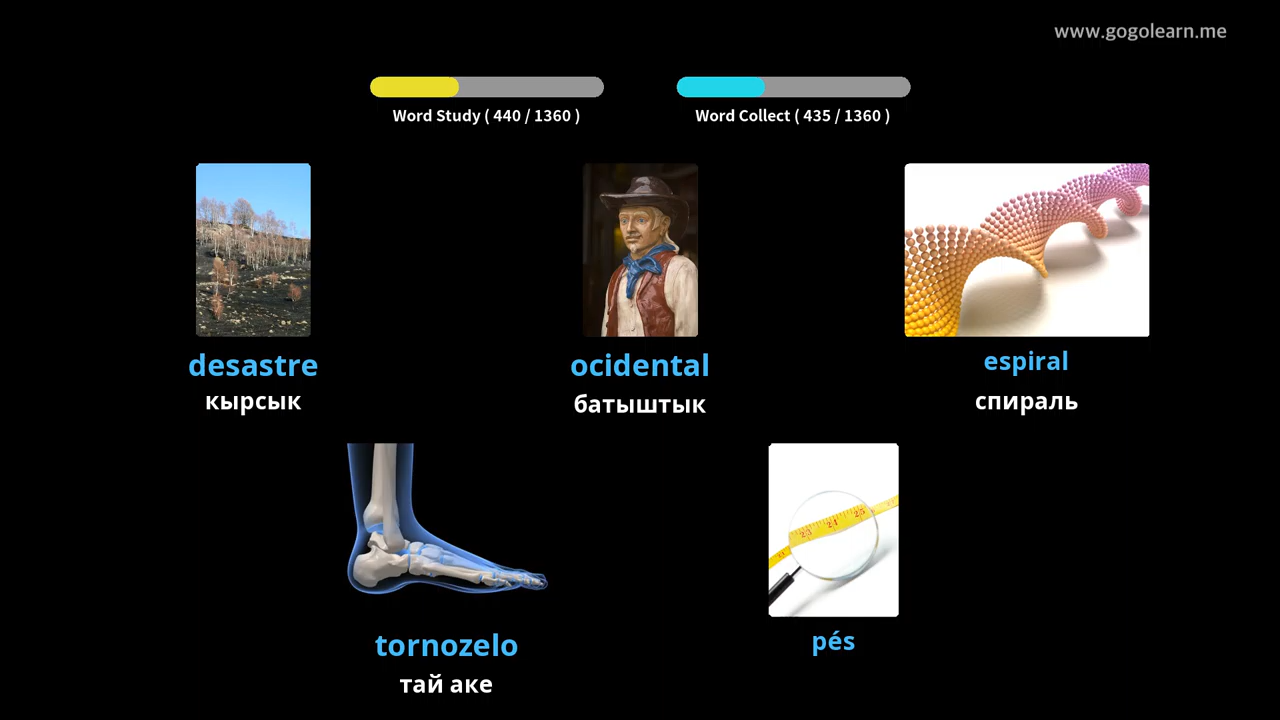 www.gogolearn.me
Word Study ( 440 / 1360 )
Word Collect ( 435 / 1360 )
desastre
кырсык
ocidental
батыштык
espiral
спираль
tornozelo
тай аке
pés